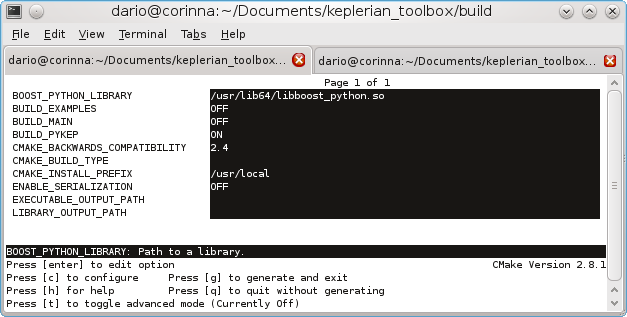 dario@corinna:~/Documents/keplerian_toolbox/build
File Edit View Terminal Tabs Help
dario@corinna:~/Documents/keplerian_toolbox... dario@corinna:~/Documents/keplerian_toolbox...
Page 1 of 1
BOOST_PYTHON_LIBRARY /usr/lib64/libboost_python.so
BUILD_EXAMPLES OFF
BUILD_MAIN OFF
BUILD_PYKEP ON
CMAKE_BACKWARDS_COMPATIBILITY 2.4
CMAKE_BUILD_TYPE
CMAKE_INSTALL_PREFIX /usr/local
ENABLE_SERIALIZATION OFF
EXECUTABLE_OUTPUT_PATH
LIBRARY_OUTPUT_PATH
BOOST_PYTHON_LIBRARY: Path to a library.
Press [enter] to edit option CMake Version 2.8.1
Press [c] to configure Press [g] to generate and exit
Press [h] for help Press [q] to quit without generating
Press [t] to toggle advanced mode (Currently Off)